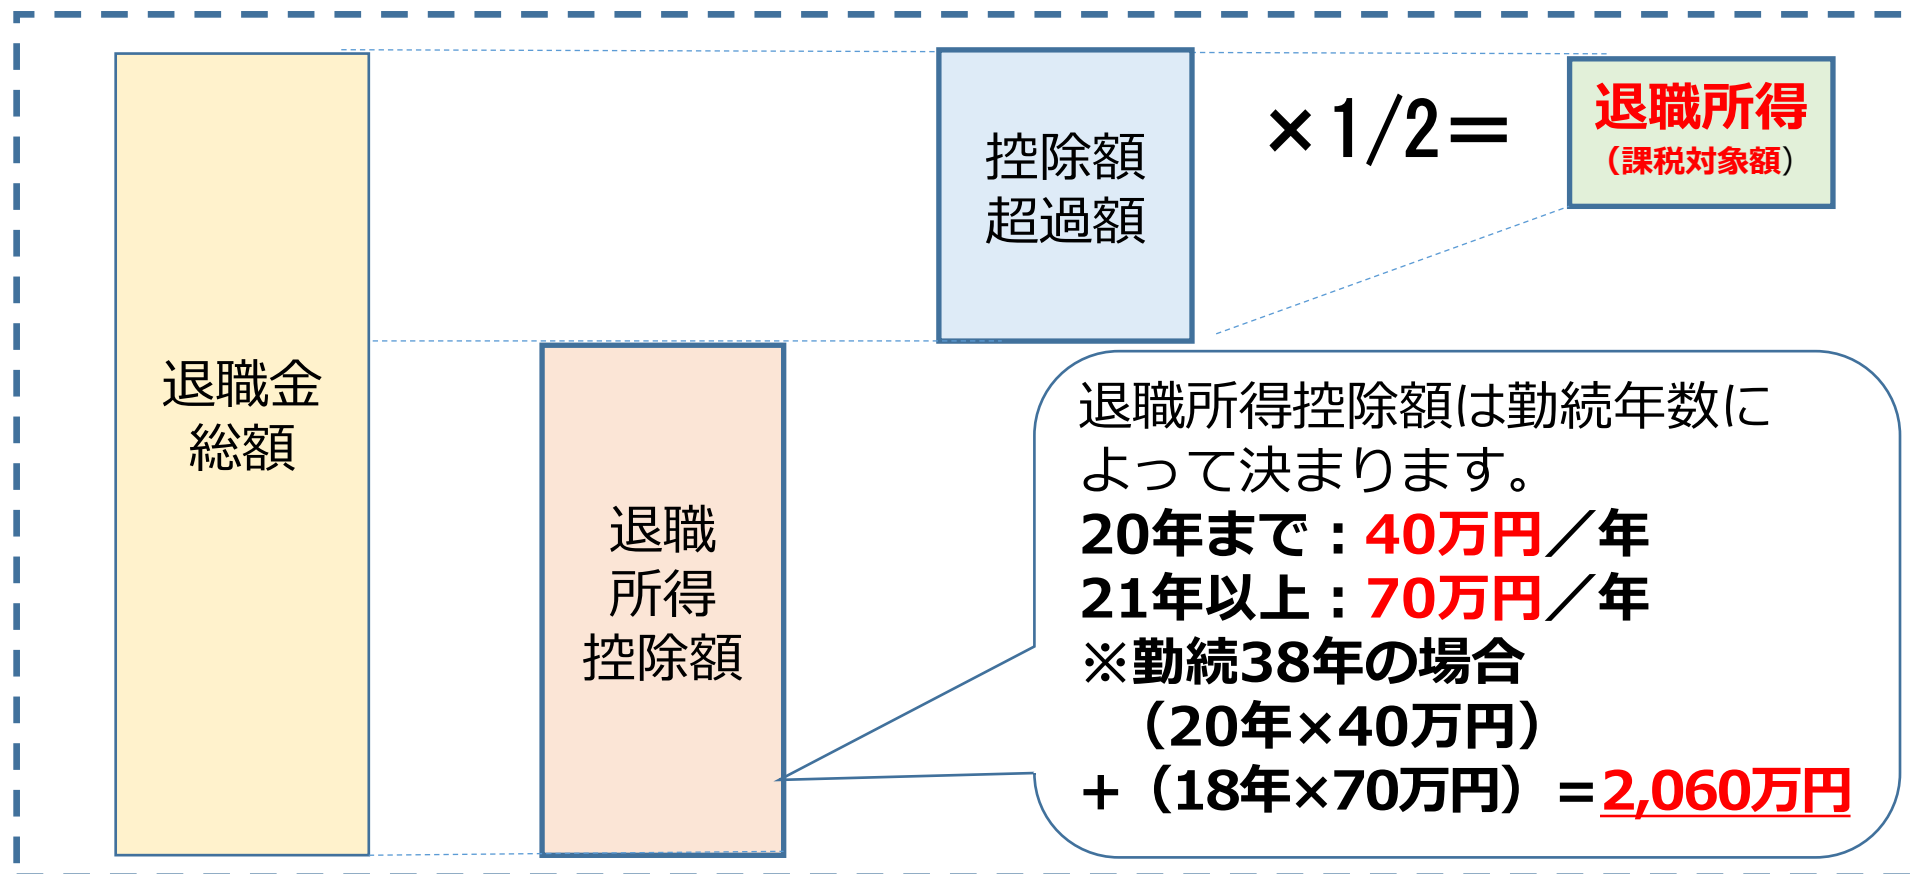 退職金
総額
退職
所得
控除額
控除額
超過額
×1/2＝
退職所得
（課税対象額）
退職所得控除額は勤続年数に
よって決まります。
20年まで：40万円／年
21年以上：70万円／年
※勤続38年の場合
（20年×40万円）
＋（18年×70万円）＝2,060万円